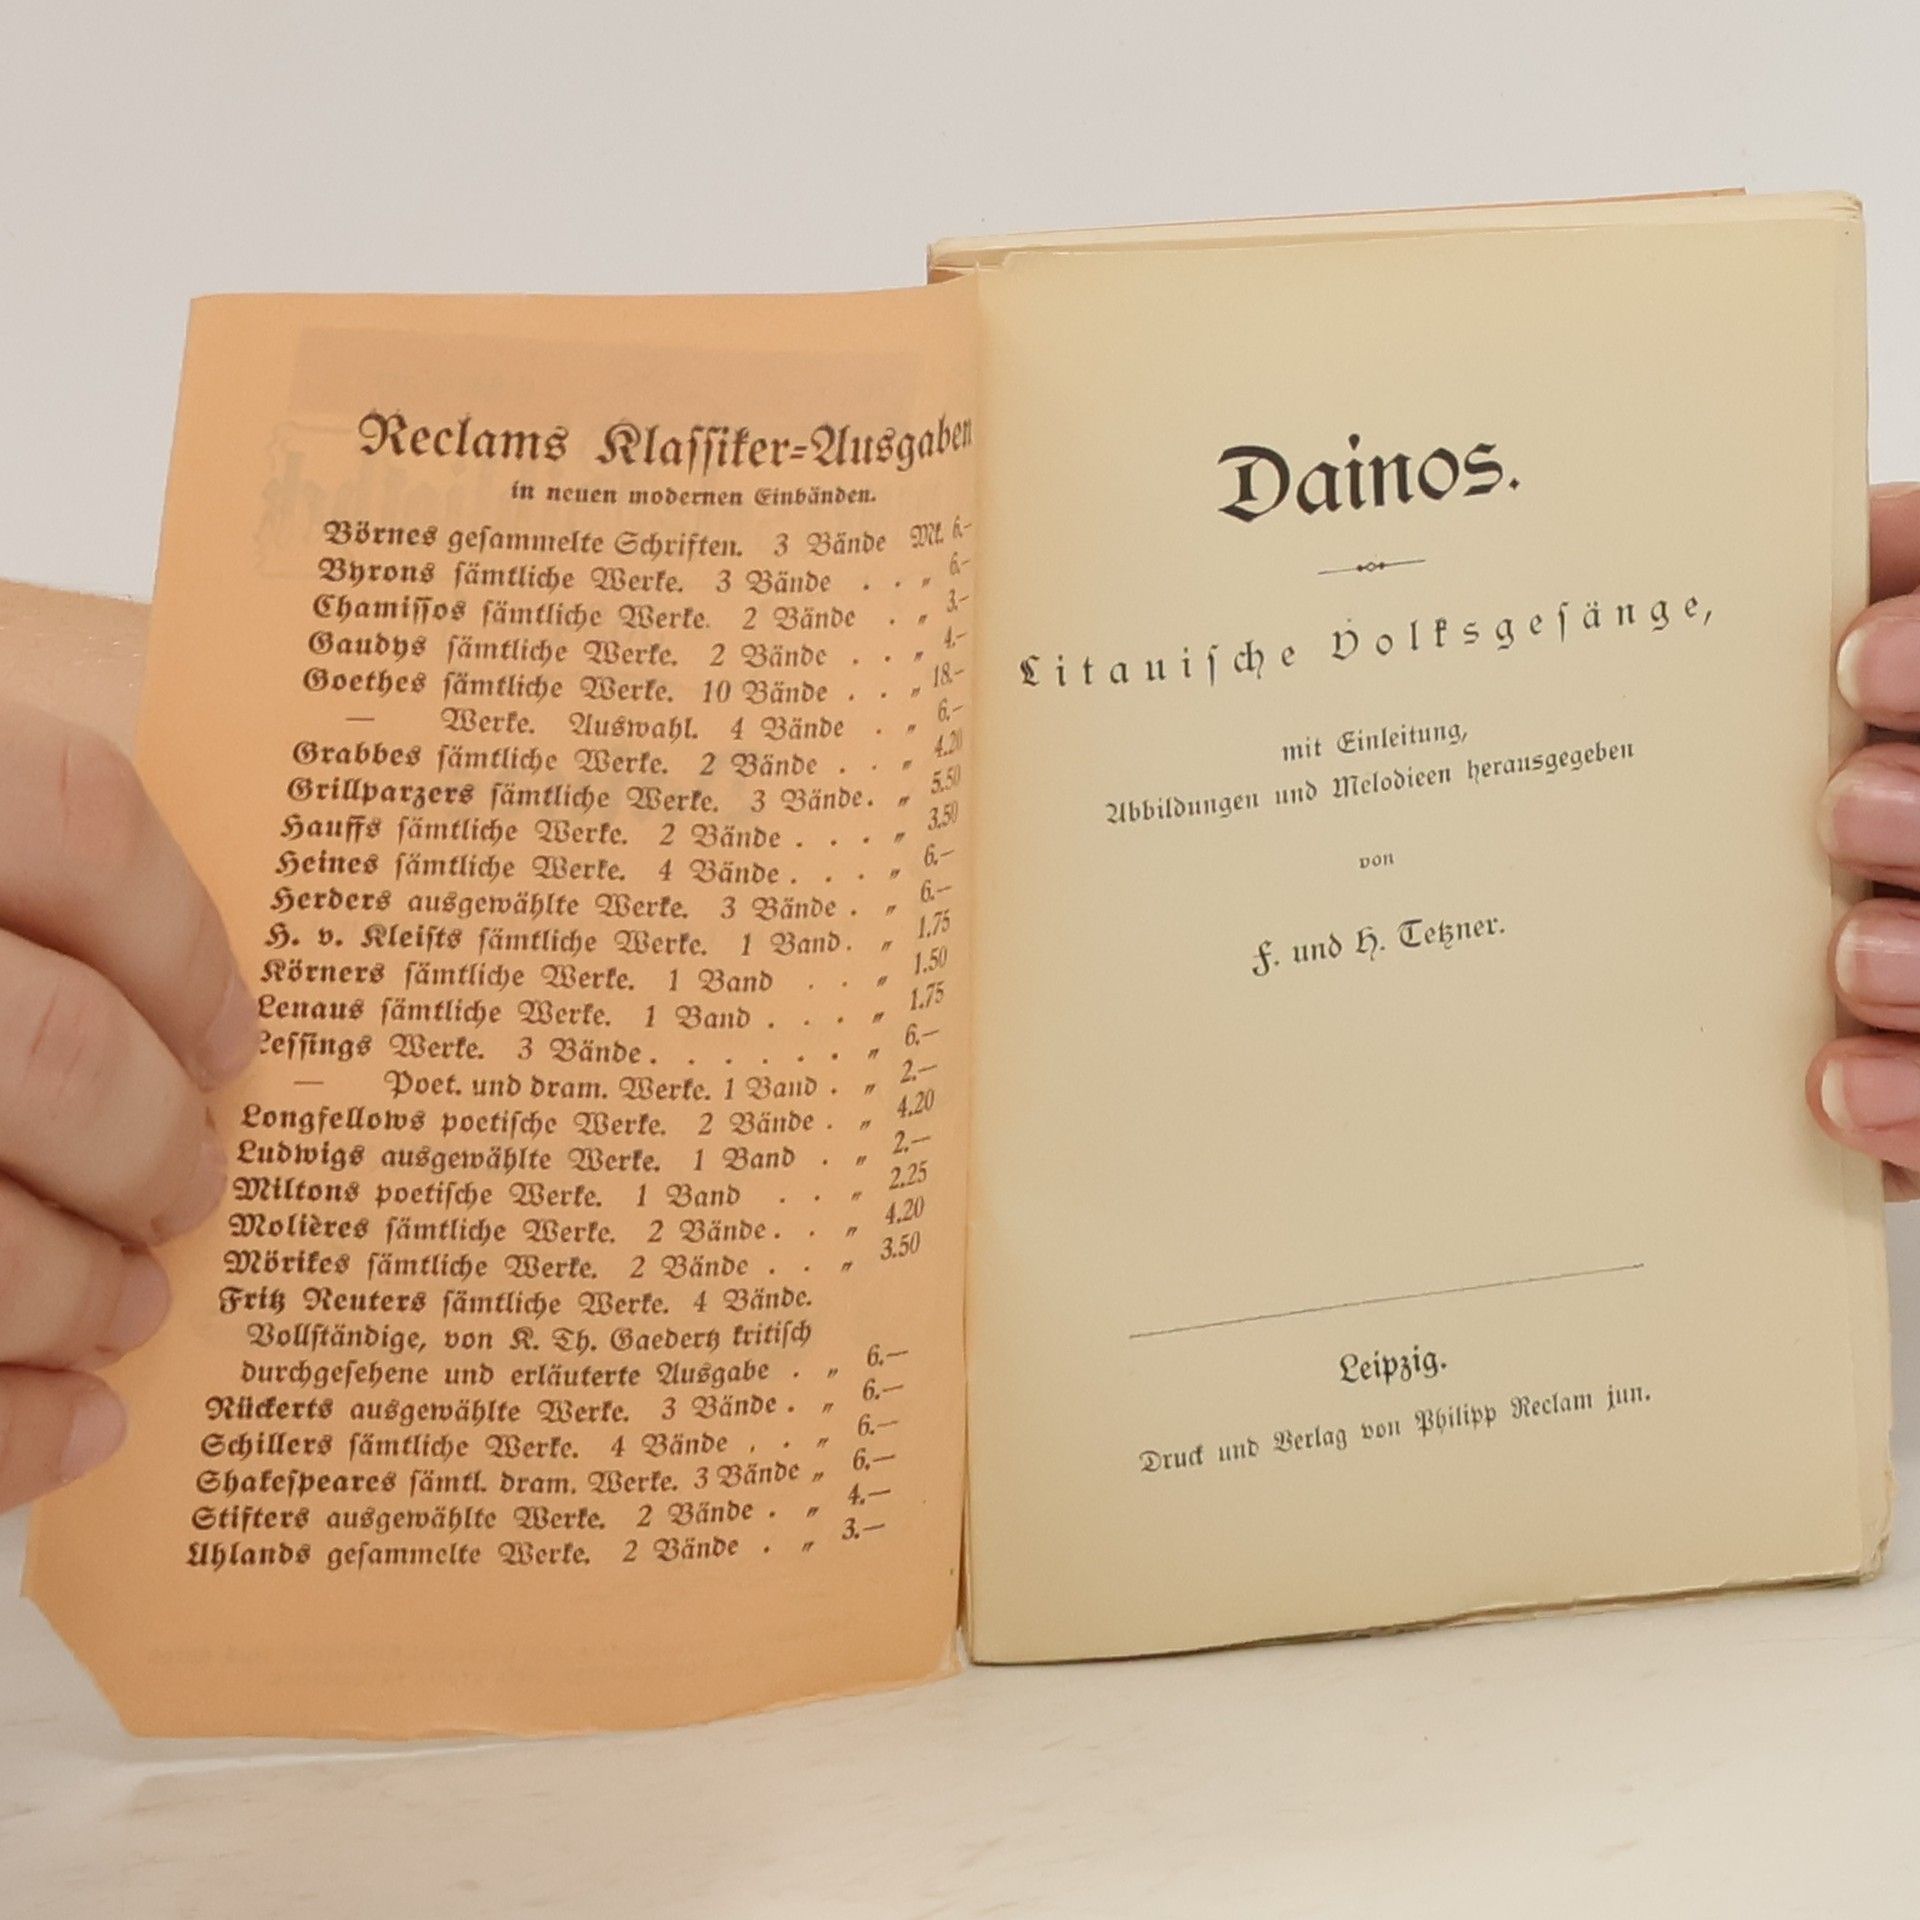 Reclams Klassiker=Ausgaben
in neuen modernen Einbänden.
Börnes gesammelte Schriften. 3 Bände Mk. 6.–
Byrons sämtliche Werke. 3 Bände . . „ 6.–
Chamissos sämtliche Werke. 2 Bände . „ 3.–
Gaudys sämtliche Werke. 2 Bände . . „ 4.–
Goethes sämtliche Werke. 10 Bände . . „ 18.–
— Werke. Auswahl. 4 Bände . „ 6.–
Grabbes sämtliche Werke. 2 Bände . . „ 4.20
Grillparzers sämtliche Werke. 3 Bände. „ 5.50
Hauffs sämtliche Werke. 2 Bände . . . „ 3.50
Heines sämtliche Werke. 4 Bände . . . „ 6.–
Herders ausgewählte Werke. 3 Bände . „ 6.–
H. v. Kleists sämtliche Werke. 1 Band . „ 1.75
Körners sämtliche Werke. 1 Band . . „ 1.50
Lenaus sämtliche Werke. 1 Band . . . „ 1.75
Lessings Werke. 3 Bände . . . . . . „ 6.–
— Poet. und dram. Werke. 1 Band . „ 2.—
Longfellows poetische Werke. 2 Bände . „ 4.20
Ludwigs ausgewählte Werke. 1 Band . „ 2.—
Miltons poetische Werke. 1 Band . . „ 2.25
Molières sämtliche Werke. 2 Bände . . „ 4.20
Mörikes sämtliche Werke. 2 Bände . . „ 3.50
Fritz Reuters sämtliche Werke. 4 Bände.
Vollständige, von K. Th. Gaedertz kritisch
durchgesehene und erläuterte Ausgabe . „ 6.—
Rückerts ausgewählte Werke. 3 Bände . „ 6.—
Schillers sämtliche Werke. 4 Bände . . „ 6.—
Shakespeares sämtl. dram. Werke. 3 Bände „ 6.—
Stifters ausgewählte Werke. 2 Bände . „ 4.—
Uhlands gesammelte Werke. 2 Bände . „ 3.—
Dainos.
Litauische Volksgesänge,
mit Einleitung,
Abbildungen und Melodieen herausgegeben
von
F. und H. Tetzner.
Leipzig.
Druck und Verlag von Philipp Reclam jun.